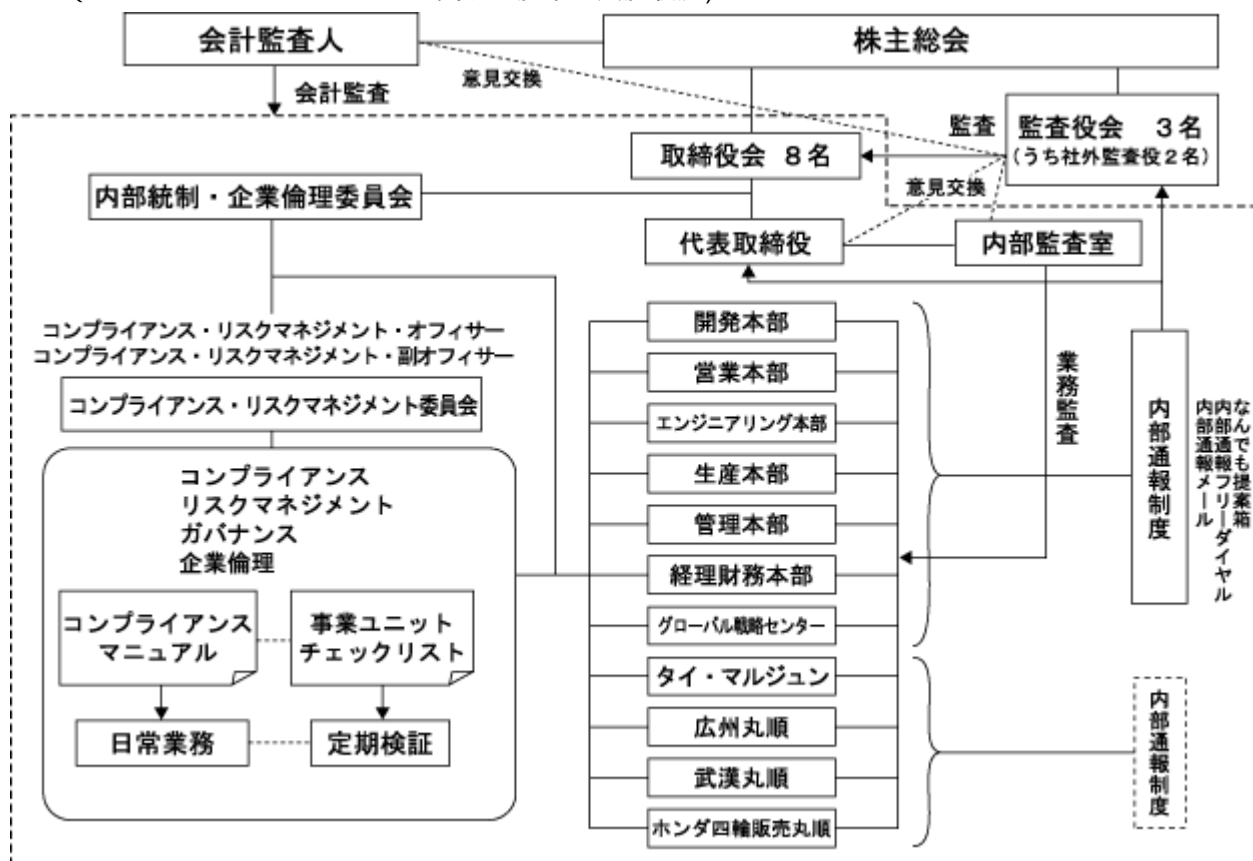 会計監査人
株主総会
意見交換
会計監査
監査
監査役会 3名
(うち社外監査役2名)
取締役会 8名
内部統制・企業倫理委員会
意見交換
代表取締役
内部監査室
コンプライアンス・リスクマネジメント・オフィサー
コンプライアンス・リスクマネジメント・副オフィサー
コンプライアンス・リスクマネジメント委員会
コンプライアンス
リスクマネジメント
ガバナンス
企業倫理
コンプライアンス
マニュアル
事業ユニット
チェックリスト
日常業務
定期検証
開発本部
営業本部
エンジニアリング本部
生産本部
管理本部
経理財務本部
グローバル戦略センター
タイ・マルジュン
広州丸順
武漢丸順
ホンダ四輪販売丸順
業務監査
内部通報制度
なんでも提案箱
内部通報フリーダイヤル
内部通報メール
内部通報制度